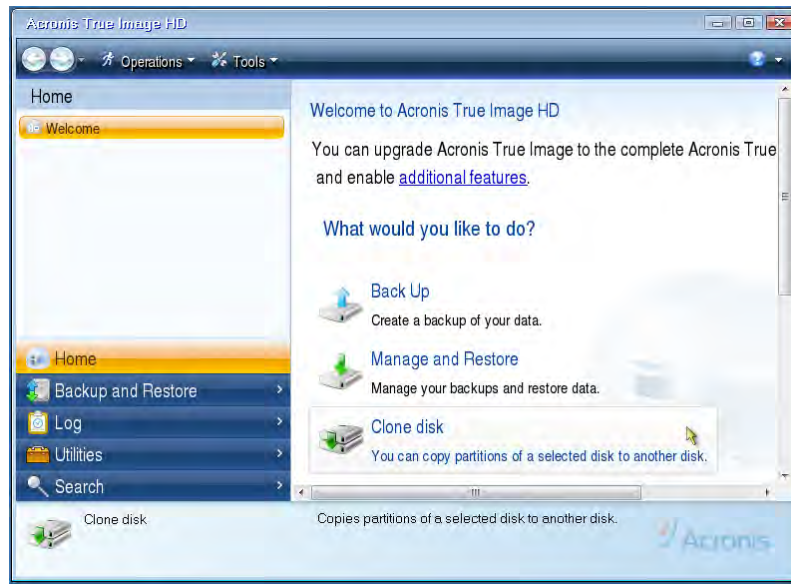 Acronis True Image HD
Operations Tools
Home
Welcome
Home
Backup and Restore
Log
Utilities
Search
Welcome to Acronis True Image HD
You can upgrade Acronis True Image to the complete Acronis True
and enable additional features.
What would you like to do?
Back Up
Create a backup of your data.
Manage and Restore
Manage your backups and restore data.
Clone disk
You can copy partitions of a selected disk to another disk.
Clone disk
Copies partitions of a selected disk to another disk.
Acronis